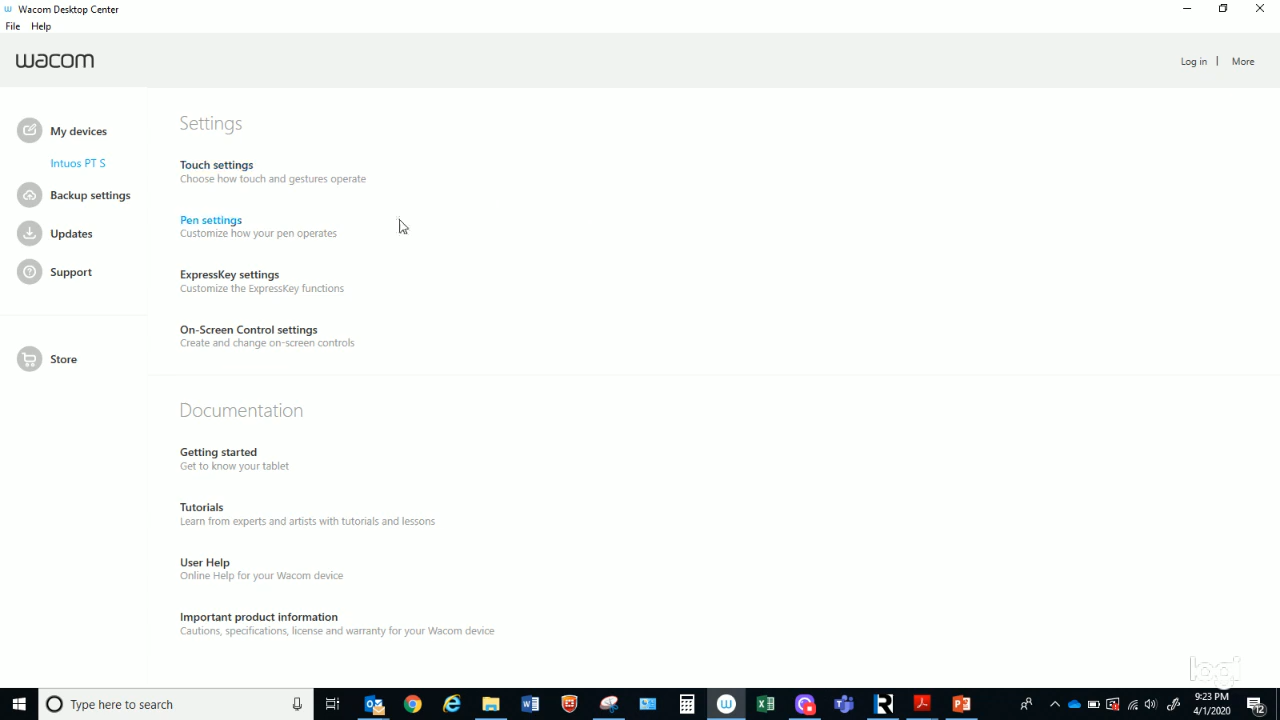 Wacom Desktop Center
File Help
wacom
Log in | More
My devices
Intuos PT S
Backup settings
Updates
Support
Store
Settings
Touch settings
Choose how touch and gestures operate
Pen settings
Customize how your pen operates
ExpressKey settings
Customize the ExpressKey functions
On-Screen Control settings
Create and change on-screen controls
Documentation
Getting started
Get to know your tablet
Tutorials
Learn from experts and artists with tutorials and lessons
User Help
Online Help for your Wacom device
Important product information
Cautions, specifications, license and warranty for your Wacom device
Type here to search
9:23 PM
4/1/2020
12